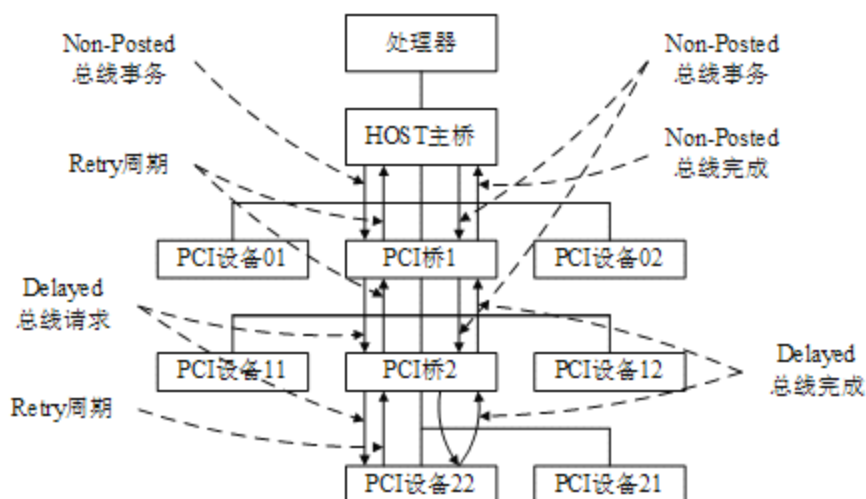 Non-Posted
总线事务
处理器
Non-Posted
总线事务
HOST主桥
Retry周期
Non-Posted
总线完成
PCI设备01
PCI桥1
PCI设备02
Delayed
总线请求
PCI设备11
PCI桥2
PCI设备12
Delayed
总线完成
Retry周期
PCI设备22
PCI设备21